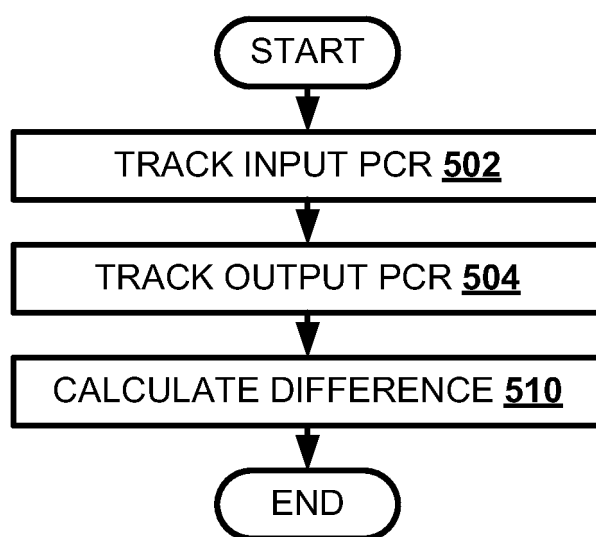 START
TRACK INPUT PCR 502
TRACK OUTPUT PCR 504
CALCULATE DIFFERENCE 510
END